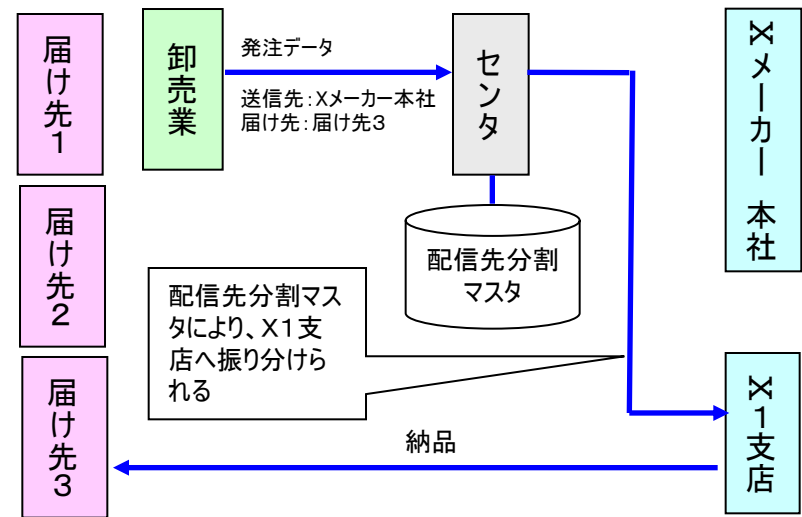 届け先1
届け先2
届け先3
卸売業
発注データ
送信先：Xメーカー本社
届け先：届け先3
センタ
配信先分割
マスタ
配信先分割マス
タにより、X1支
店へ振り分けら
れる
納品
Xメーカー 本社
X1支店